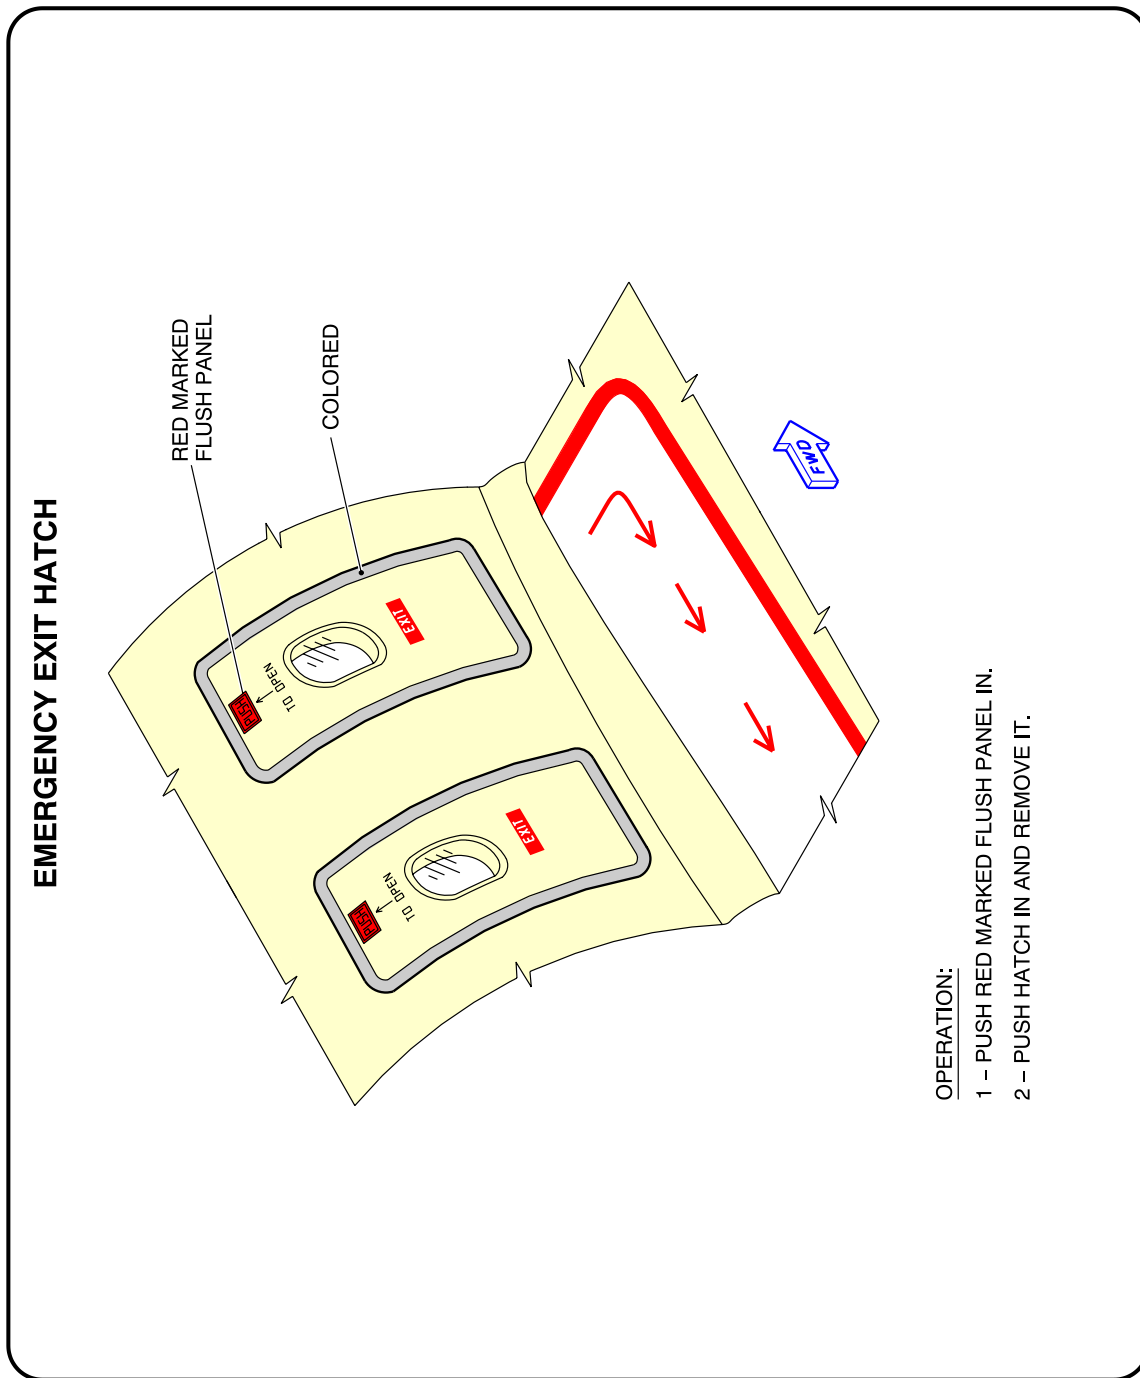 EMERGENCY EXIT HATCH
RED MARKED
FLUSH PANEL
COLORED
PUSH
TO OPEN
EXIT
PUSH
TO OPEN
EXIT
FWD
OPERATION:
1 – PUSH RED MARKED FLUSH PANEL IN.
2 – PUSH HATCH IN AND REMOVE IT.